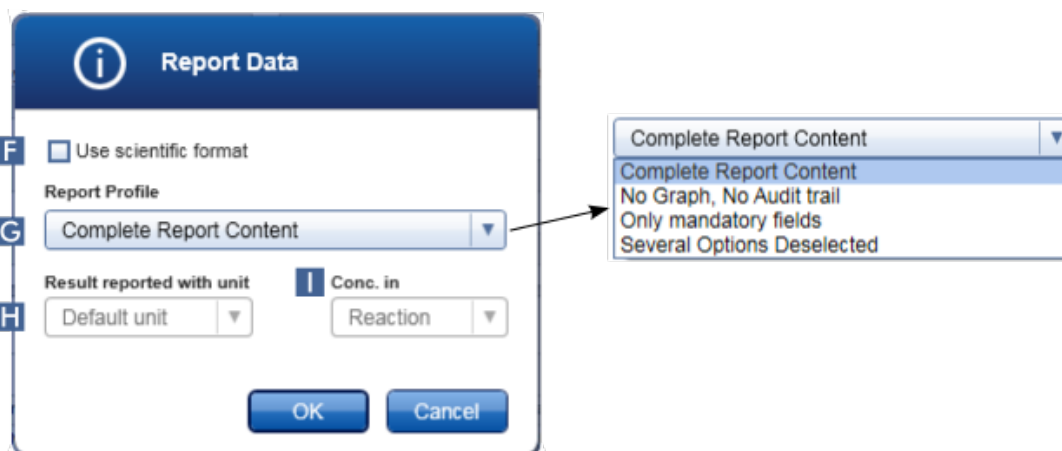 Report Data
F Use scientific format
Report Profile
G Complete Report Content
Result reported with unit I Conc. in
H Default unit Reaction
OK Cancel
Complete Report Content
Complete Report Content
No Graph, No Audit trail
Only mandatory fields
Several Options Deselected